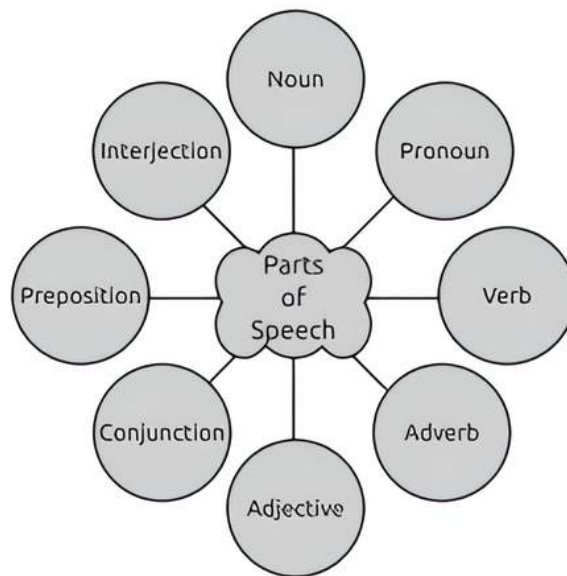 Noun
Interjection
Pronoun
Preposition
Parts
of
Speech
Verb
Conjunction
Adverb
Adjective